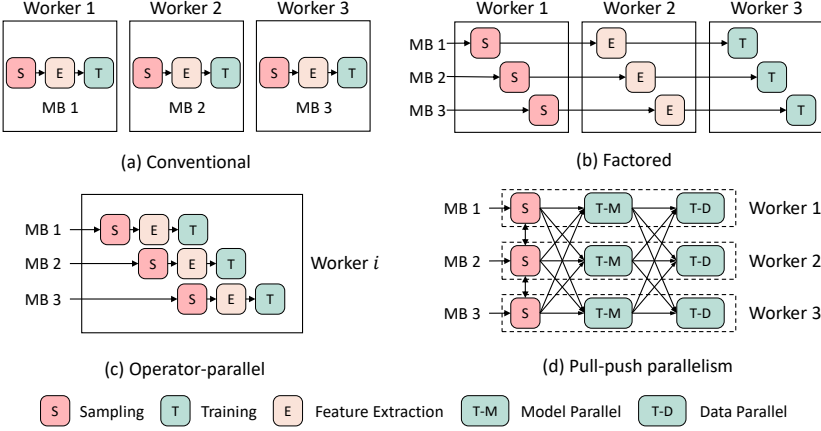 Worker 1 Worker 2 Worker 3
S E T S E T S E T
MB 1 MB 2 MB 3
(a) Conventional
Worker 1 Worker 2 Worker 3
MB 1 S E T
MB 2 S E T
MB 3 S E T
(b) Factored
MB 1 S E T
MB 2 S E T
MB 3 S E T
Worker i
(c) Operator-parallel
MB 1 S T-M T-D Worker 1
MB 2 S T-M T-D Worker 2
MB 3 S T-M T-D Worker 3
(d) Pull-push parallelism
S Sampling T Training E Feature Extraction T-M Model Parallel T-D Data Parallel